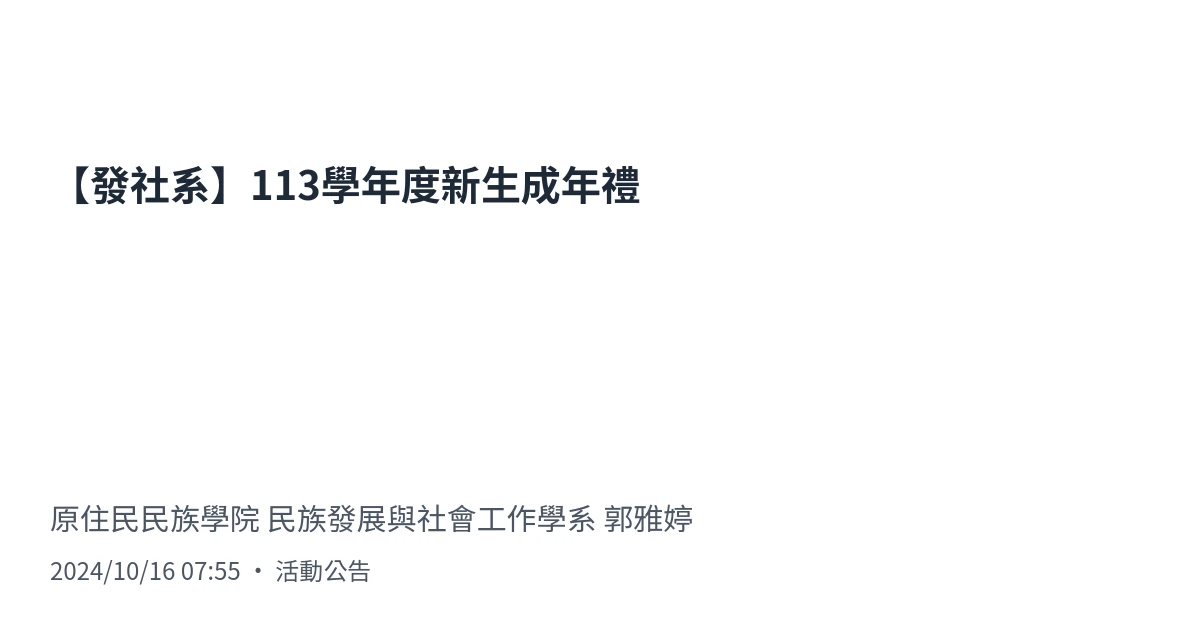 【發社系】113學年度新生成年禮
原住民民族學院 民族發展與社會工作學系 郭雅婷
2024/10/16 07:55 • 活動公告